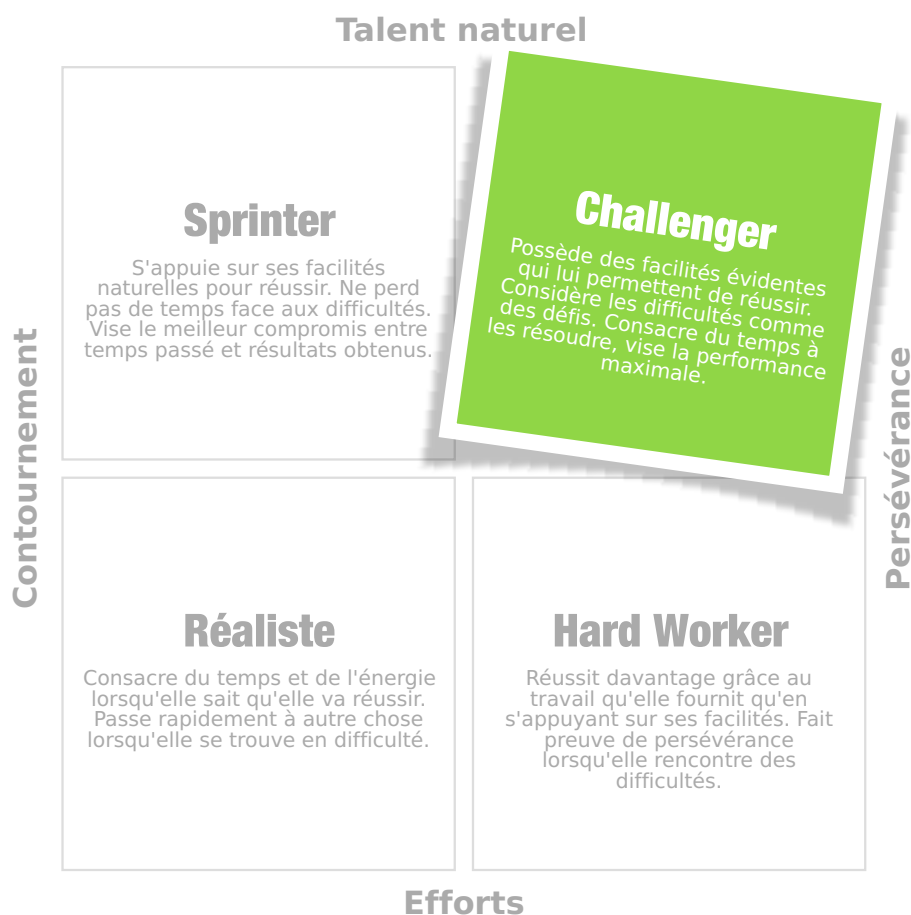 Talent naturel
Sprinter
S'appuie sur ses facilités
naturelles pour réussir. Ne perd
pas de temps face aux difficultés.
Vise le meilleur compromis entre
temps passé et résultats obtenus.
Challenger
Possède des facilités évidentes
qui lui permettent de réussir.
Considère les difficultés comme
des défis. Consacre du temps à
les résoudre, vise la performance
maximale.
Contournement
Persévérance
Réaliste
Consacre du temps et de l'énergie
lorsqu'elle sait qu'elle va réussir.
Passe rapidement à autre chose
lorsqu'elle se trouve en difficulté.
Hard Worker
Réussit davantage grâce au
travail qu'elle fournit qu'en
s'appuyant sur ses facilités. Fait
preuve de persévérance
lorsqu'elle rencontre des
difficultés.
Efforts